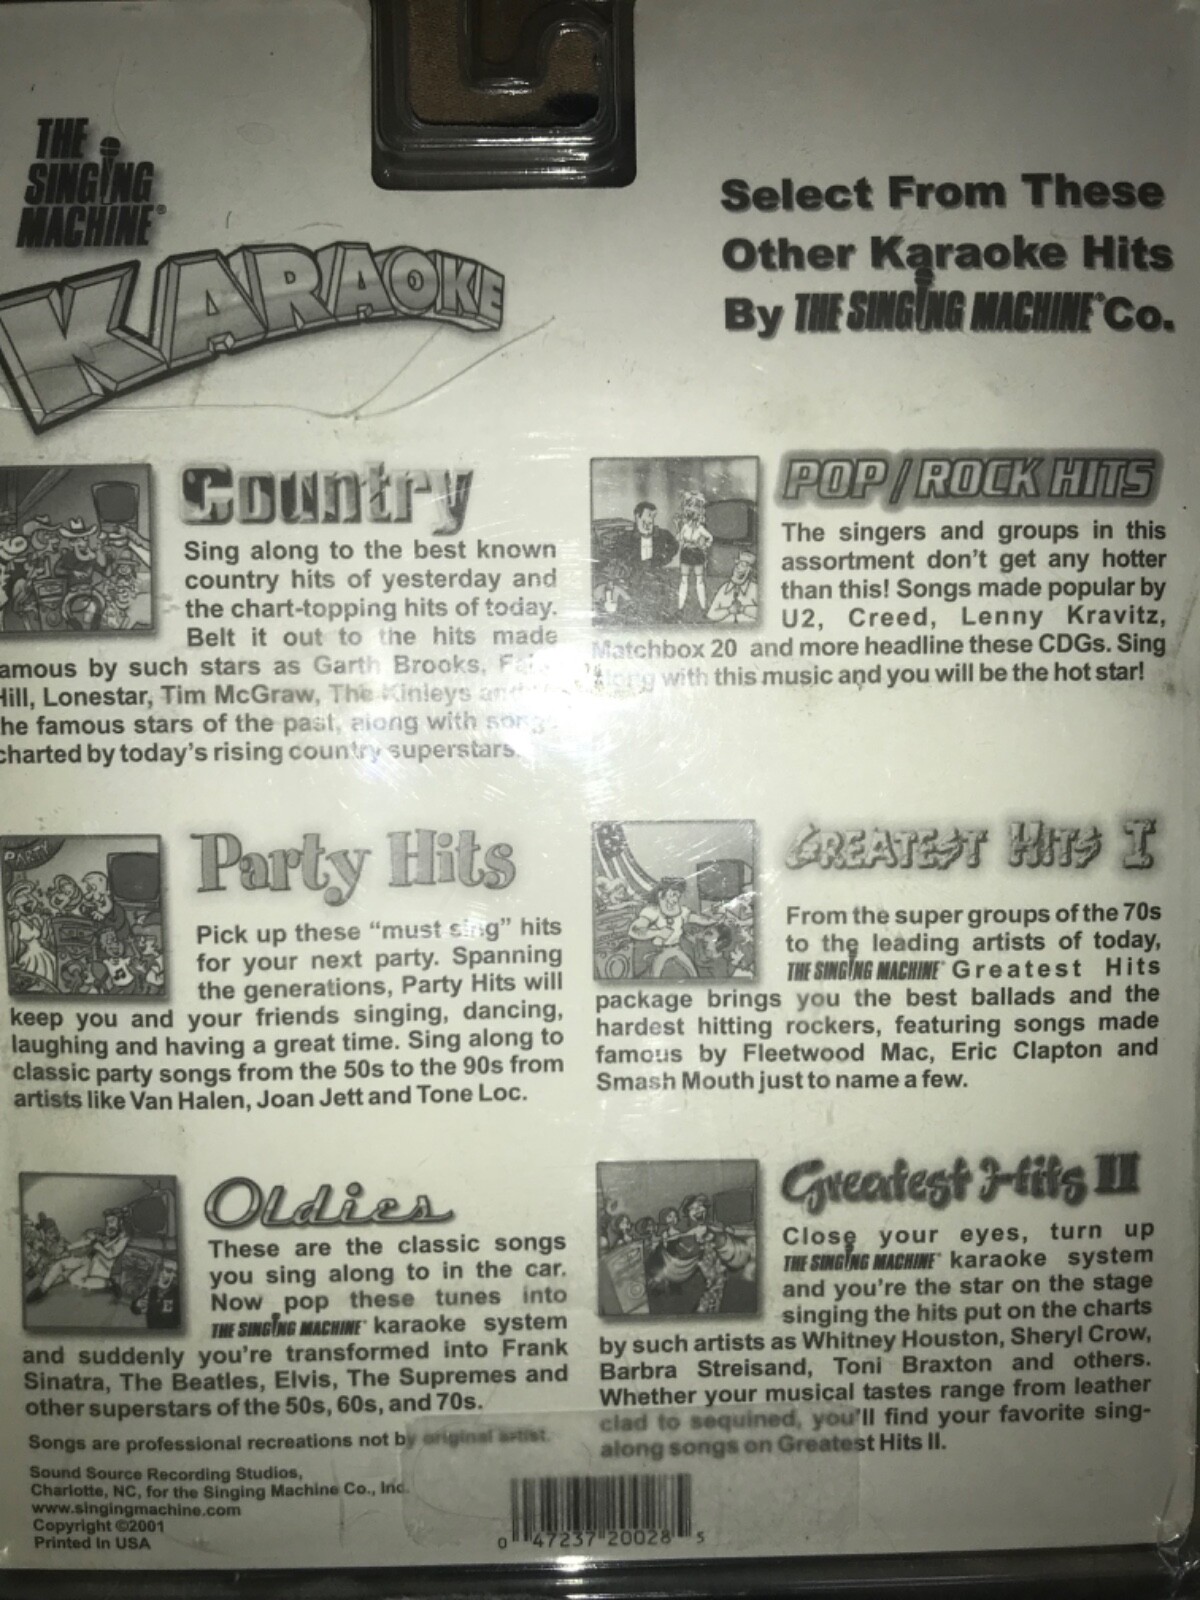 THE
SINGING
MACHINE®
KARAOKE
Select From These
Other Karaoke Hits
By THE SINGING MACHINE® Co.
Country
Sing along to the best known
country hits of yesterday and
the chart-topping hits of today.
Belt it out to the hits made
amous by such stars as Garth Brooks,
Hill, Lonestar, Tim McGraw, The Kinleys and
he famous stars of the past, along with
charted by today's rising country superstars.
POP/ROCK HITS
The singers and groups in this
assortment don't get any hotter
than this! Songs made popular by
U2, Creed, Lenny Kravitz,
Matchbox 20 and more headline these CDGs. Sing
along with this music and you will be the hot star!
PARTY
Party Hits
Pick up these "must sing" hits
for your next party. Spanning
the generations, Party Hits will
keep you and your friends singing, dancing,
laughing and having a great time. Sing along to
classic party songs from the 50s to the 90s from
artists like Van Halen, Joan Jett and Tone Loc.
GREATEST HITS I
From the super groups of the 70s
to the leading artists of today,
THE SINGING MACHINE® Greatest Hits
package brings you the best ballads and the
hardest hitting rockers, featuring songs made
famous by Fleetwood Mac, Eric Clapton and
Smash Mouth just to name a few.
Oldies
These are the classic songs
you sing along to in the car.
Now pop these tunes into
THE SINGING MACHINE® karaoke system
and suddenly you're transformed into Frank
Sinatra, The Beatles, Elvis, The Supremes and
other superstars of the 50s, 60s, and 70s.
Greatest Hits II
Close your eyes, turn up
THE SINGING MACHINE® karaoke system
and you're the star on the stage
singing the hits put on the charts
by such artists as Whitney Houston, Sheryl Crow,
Barbra Streisand, Toni Braxton and others.
Whether your musical tastes range from leather
clad to sequined, you'll find your favorite sing-
along songs on Greatest Hits II.
Songs are professional recreations not by original artist.
Sound Source Recording Studios,
Charlotte, NC, for the Singing Machine Co., Inc.
www.singingmachine.com
Copyright ©2001
Printed In USA
0 47237 20028 5